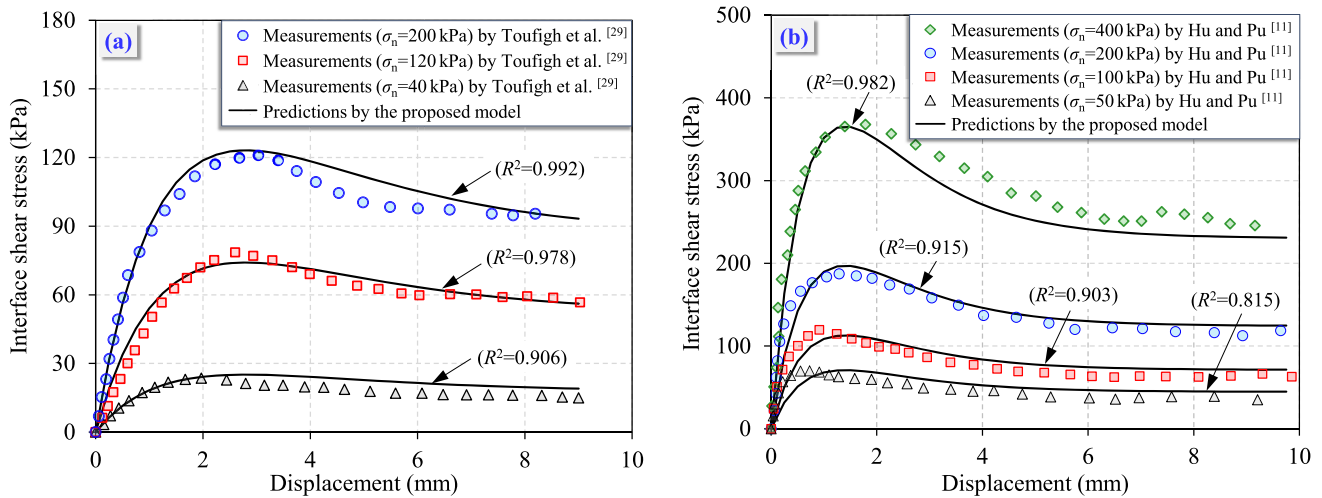 (a)
Measurements (σn=200 kPa) by Toufigh et al. [29]
Measurements (σn=120 kPa) by Toufigh et al. [29]
Measurements (σn=40 kPa) by Toufigh et al. [29]
Predictions by the proposed model
Interface shear stress (kPa)
180
150
120
90
60
30
0
(R²=0.992)
(R²=0.978)
(R²=0.906)
0 2 4 6 8 10
Displacement (mm)
(b)
Measurements (σn=400 kPa) by Hu and Pu [11]
Measurements (σn=200 kPa) by Hu and Pu [11]
Measurements (σn=100 kPa) by Hu and Pu [11]
Measurements (σn=50 kPa) by Hu and Pu [11]
Predictions by the proposed model
Interface shear stress (kPa)
500
400
300
200
100
0
(R²=0.982)
(R²=0.915)
(R²=0.903)
(R²=0.815)
0 2 4 6 8 10
Displacement (mm)